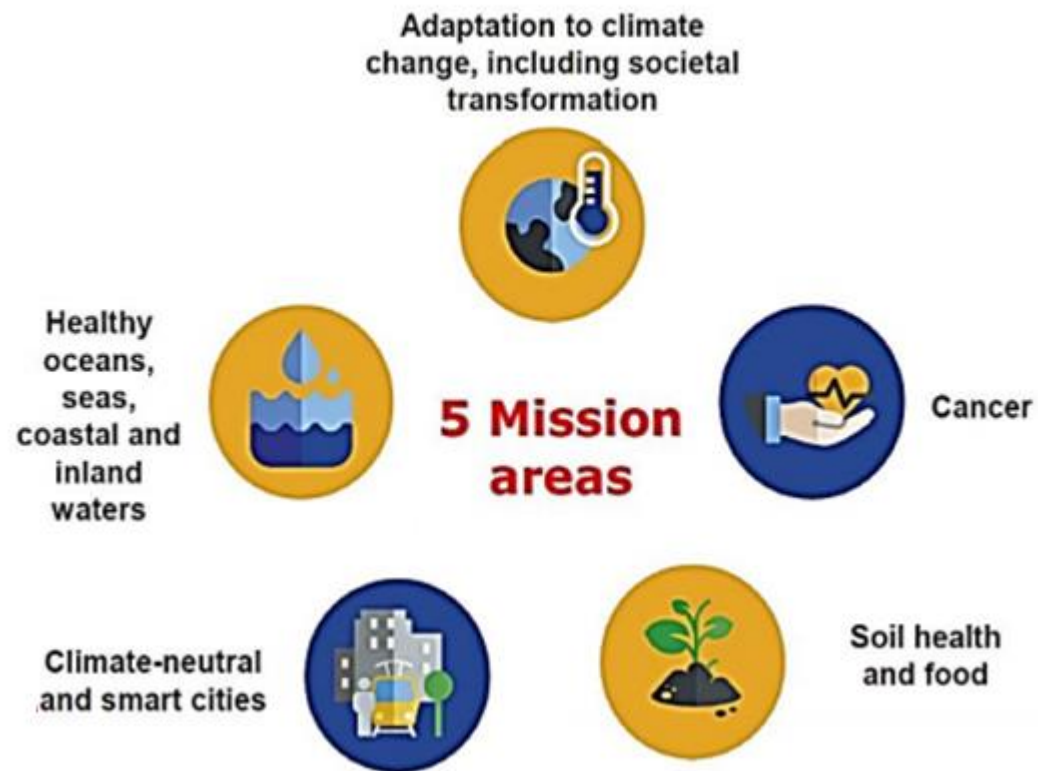 Adaptation to climate
change, including societal
transformation
Healthy
oceans,
seas,
coastal and
inland
waters
5 Mission
areas
Cancer
Climate-neutral
and smart cities
Soil health
and food